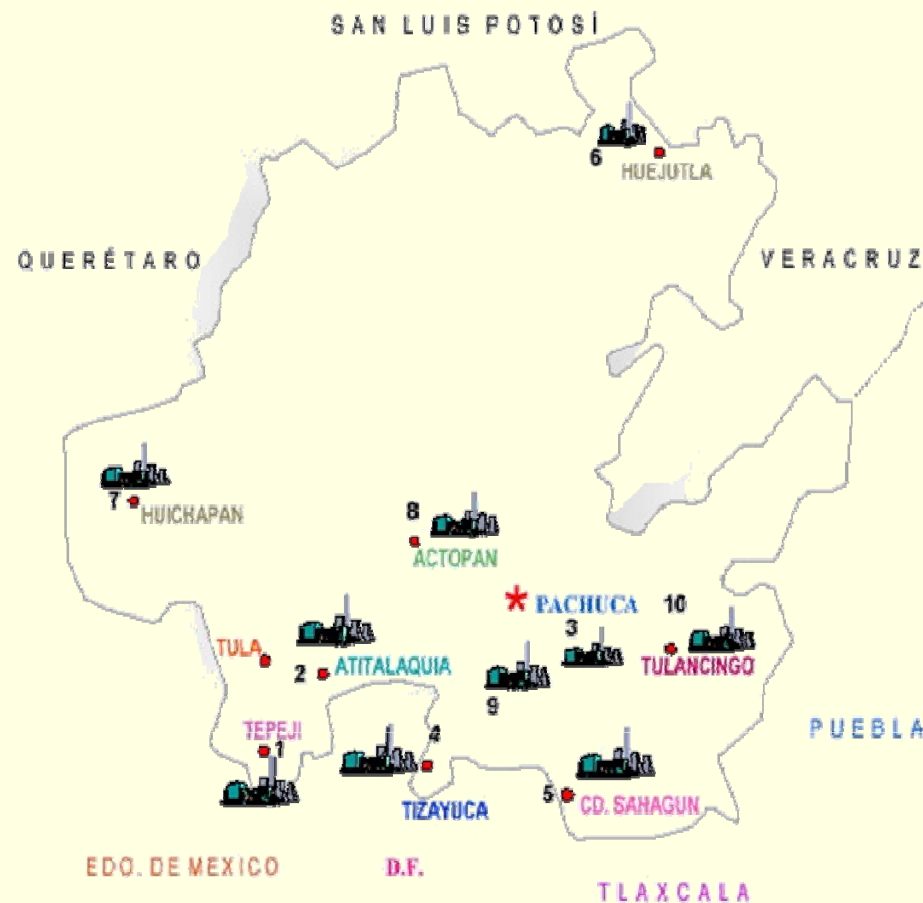 SAN LUIS POTOSÍ
6
HUEJUTLA
QUERÉTARO
VERACRUZ
7
HUICHAPAN
8
ACTOPAN
* PACHUCA
10
3
TULA
2
ATITALAQUIA
TULANCINGO
9
TEPEJI
1
4
PUEBLA
5
CD. SAHAGUN
TIZAYUCA
EDO. DE MEXICO
D.F.
TLAXCALA